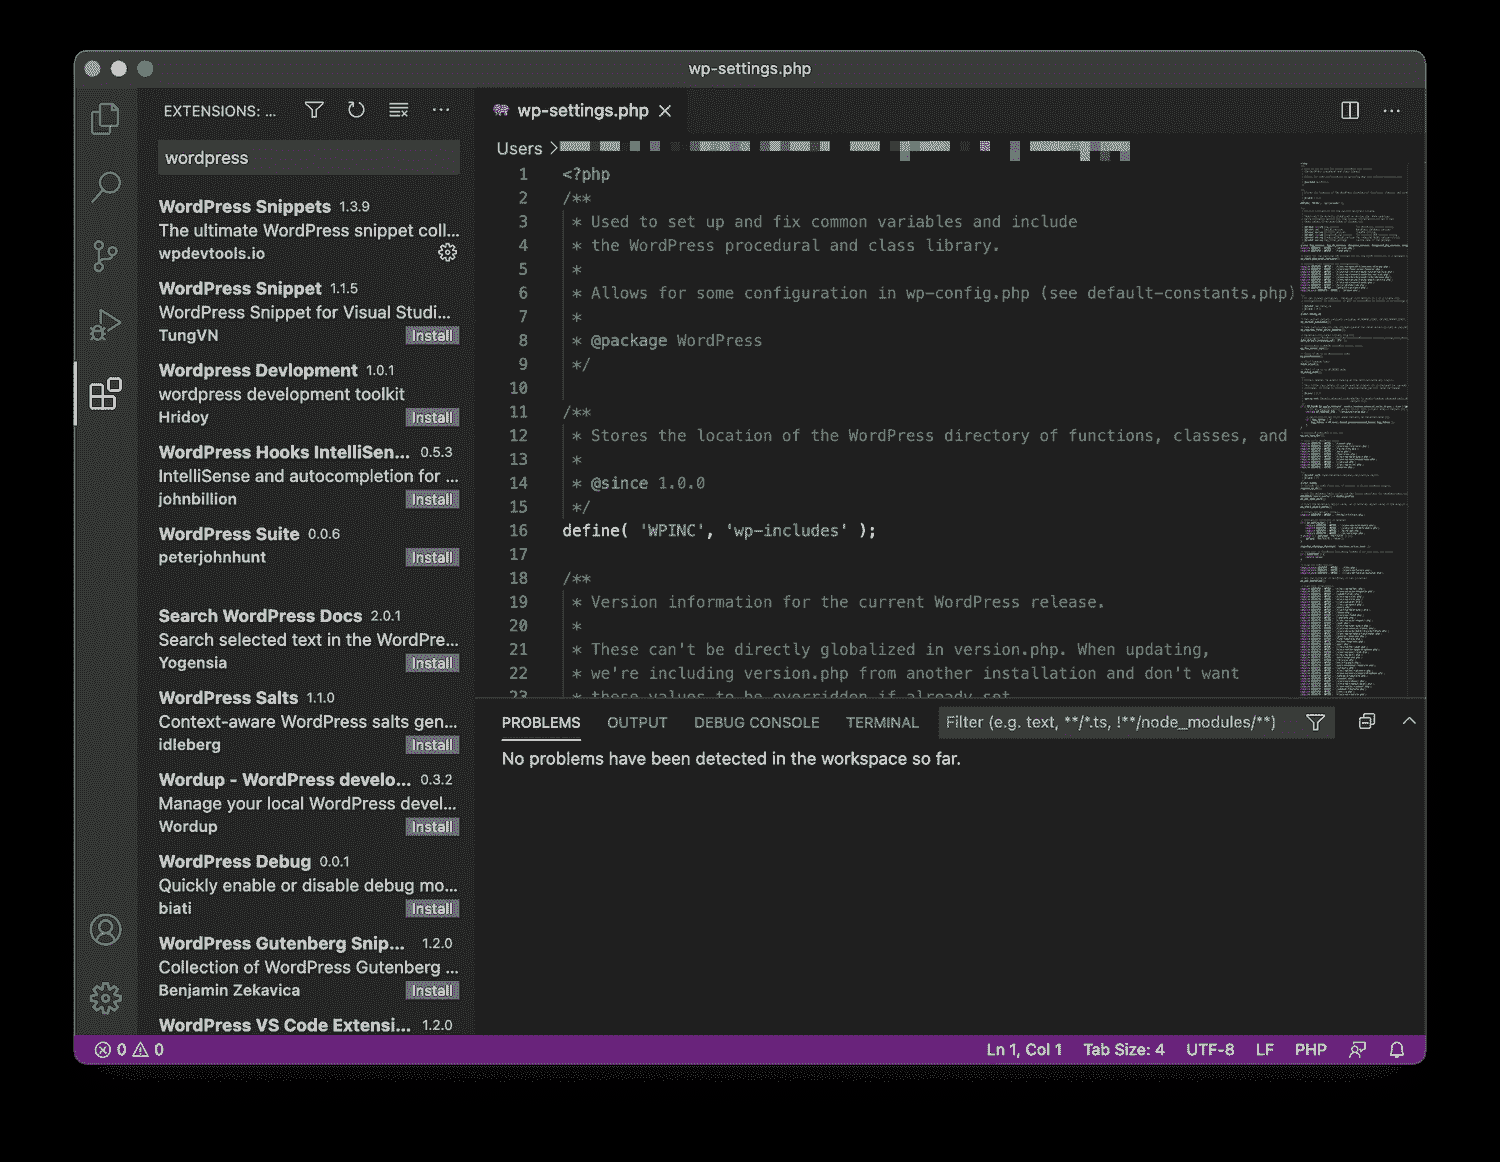 wp-settings.php
EXTENSIONS: ...
wordpress
WordPress Snippets 1.3.9
The ultimate WordPress snippet coll...
wpdevtools.io
WordPress Snippet 1.1.5
WordPress Snippet for Visual Studi...
TungVN Install
Wordpress Devlopment 1.0.1
wordpress development toolkit
Hridoy Install
WordPress Hooks IntelliSen... 0.5.3
IntelliSense and autocompletion for ...
johnbillion Install
WordPress Suite 0.0.6
peterjohnhunt Install
Search WordPress Docs 2.0.1
Search selected text in the WordPre...
Yogensia Install
WordPress Salts 1.1.0
Context-aware WordPress salts gen...
idleberg Install
Wordup - WordPress develo... 0.3.2
Manage your local WordPress devel...
Wordup Install
WordPress Debug 0.0.1
Quickly enable or disable debug mo...
biati Install
WordPress Gutenberg Snip... 1.2.0
Collection of WordPress Gutenberg ...
Benjamin Zekavica Install
WordPress VS Code Extensi... 1.2.0
wp-settings.php
Users >
1 <?php
2 /**
3 * Used to set up and fix common variables and include
4 * the WordPress procedural and class library.
5 *
6 * Allows for some configuration in wp-config.php (see default-constants.php)
7 *
8 * @package WordPress
9 */
10
11 /**
12 * Stores the location of the WordPress directory of functions, classes, and
13 *
14 * @since 1.0.0
15 */
16 define( 'WPINC', 'wp-includes' );
17
18 /**
19 * Version information for the current WordPress release.
20 *
21 * These can't be directly globalized in version.php. When updating,
22 * we're including version.php from another installation and don't want
23 * these values to be overridden if already set
PROBLEMS OUTPUT DEBUG CONSOLE TERMINAL Filter (e.g. text, **/*.ts, !**/node_modules/**)
No problems have been detected in the workspace so far.
0 0 Ln 1, Col 1 Tab Size: 4 UTF-8 LF PHP